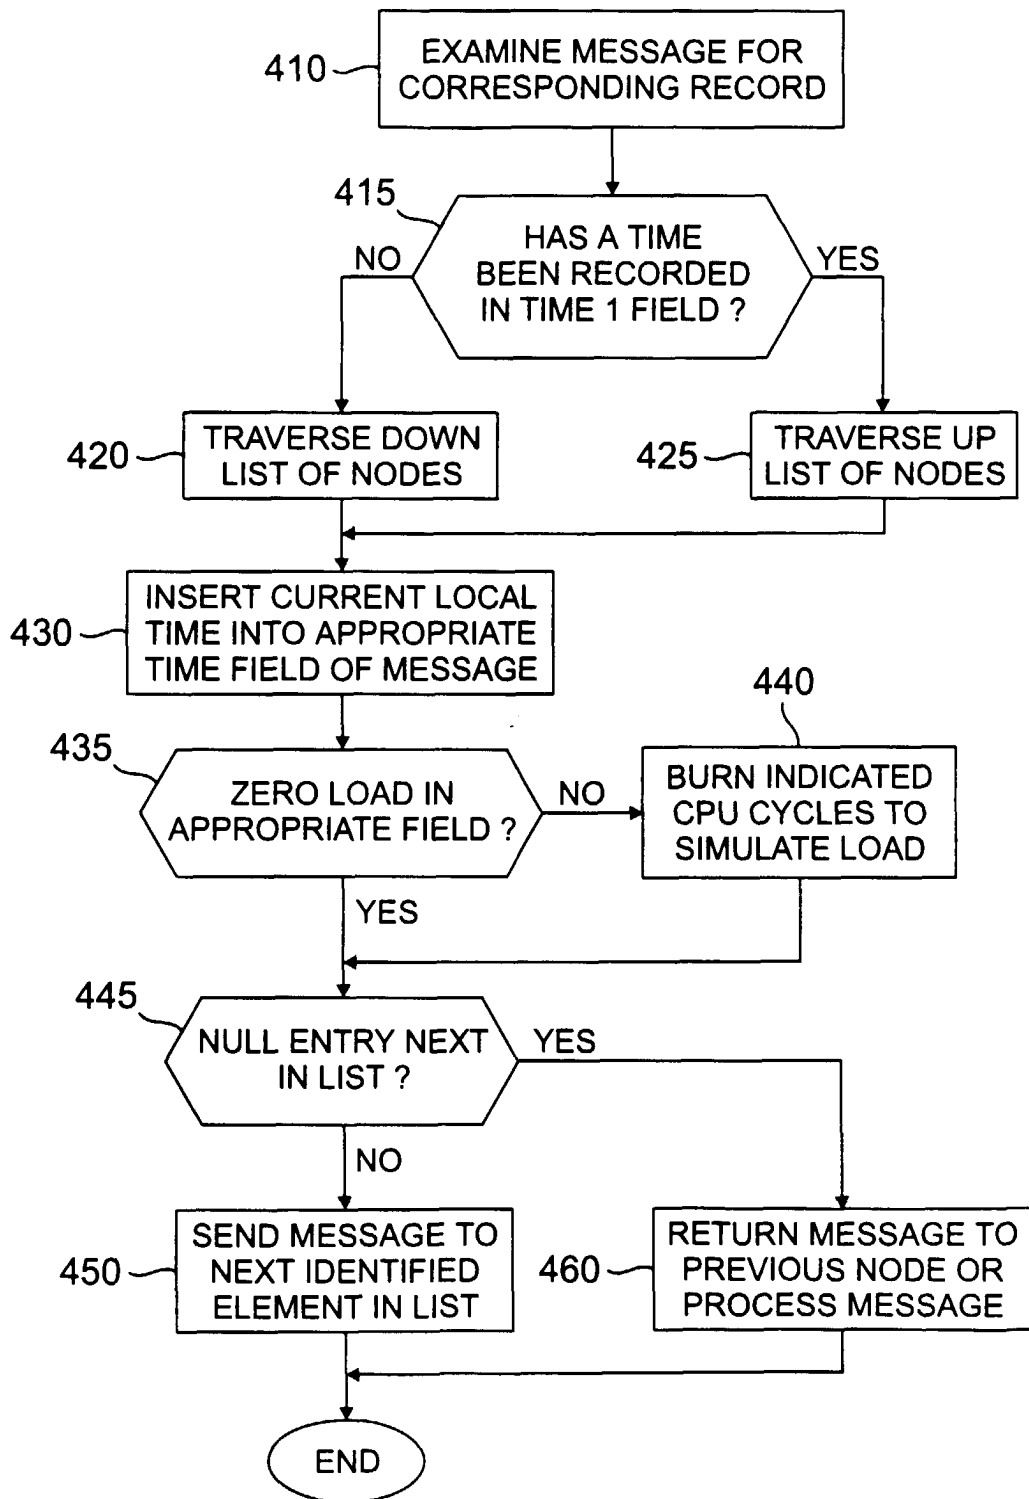 410
EXAMINE MESSAGE FOR
CORRESPONDING RECORD
415
HAS A TIME
BEEN RECORDED
IN TIME 1 FIELD ?
NO
YES
420
TRAVERSE DOWN
LIST OF NODES
425
TRAVERSE UP
LIST OF NODES
430
INSERT CURRENT LOCAL
TIME INTO APPROPRIATE
TIME FIELD OF MESSAGE
435
ZERO LOAD IN
APPROPRIATE FIELD ?
NO
YES
440
BURN INDICATED
CPU CYCLES TO
SIMULATE LOAD
445
NULL ENTRY NEXT
IN LIST ?
YES
NO
450
SEND MESSAGE TO
NEXT IDENTIFIED
ELEMENT IN LIST
460
RETURN MESSAGE TO
PREVIOUS NODE OR
PROCESS MESSAGE
END